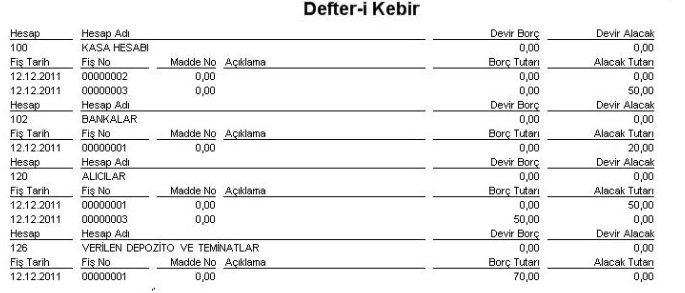 Defter-i Kebir
Hesap Hesap Adı Devir Borç Devir Alacak
100 KASA HESABI 0,00 0,00
Fiş Tarih Fiş No Madde No Açıklama Borç Tutarı Alacak Tutarı
12.12.2011 00000002 0,00 0,00 0,00
12.12.2011 00000003 0,00 0,00 50,00
Hesap Hesap Adı Devir Borç Devir Alacak
102 BANKALAR 0,00 0,00
Fiş Tarih Fiş No Madde No Açıklama Borç Tutarı Alacak Tutarı
12.12.2011 00000001 0,00 0,00 20,00
Hesap Hesap Adı Devir Borç Devir Alacak
120 ALICILAR 0,00 0,00
Fiş Tarih Fiş No Madde No Açıklama Borç Tutarı Alacak Tutarı
12.12.2011 00000001 0,00 0,00 50,00
12.12.2011 00000003 0,00 50,00 0,00
Hesap Hesap Adı Devir Borç Devir Alacak
126 VERİLEN DEPOZİTO VE TEMİNATLAR 0,00 0,00
Fiş Tarih Fiş No Madde No Açıklama Borç Tutarı Alacak Tutarı
12.12.2011 00000001 0,00 70,00 0,00